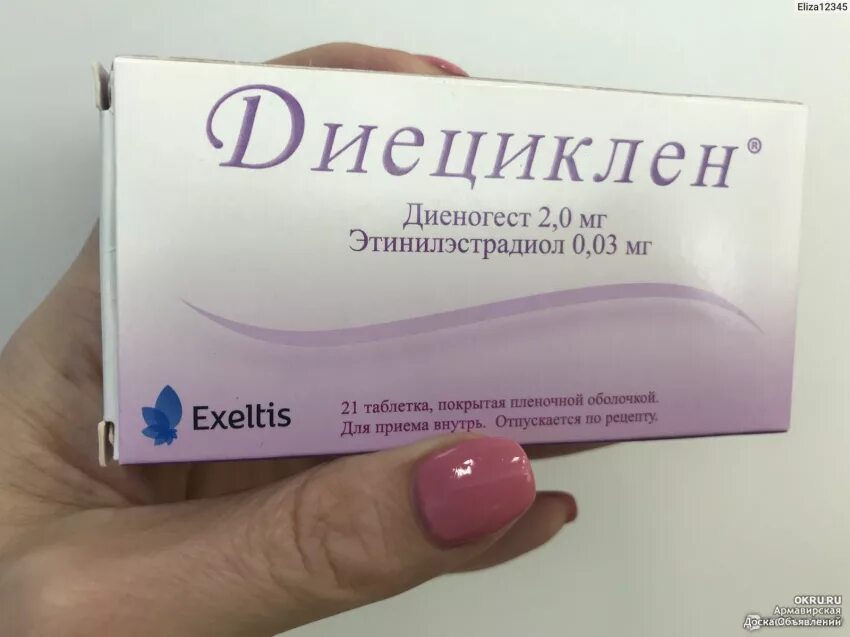 Eliza12345
Диециклен®
Диеногест 2,0 мг
Этинилэстрадиол 0,03 мг
Exeltis
21 таблетка, покрытая пленочной оболочкой.
Для приема внутрь. Отпускается по рецепту.
OKRU.RU
Армавирская
Доска Объявлений